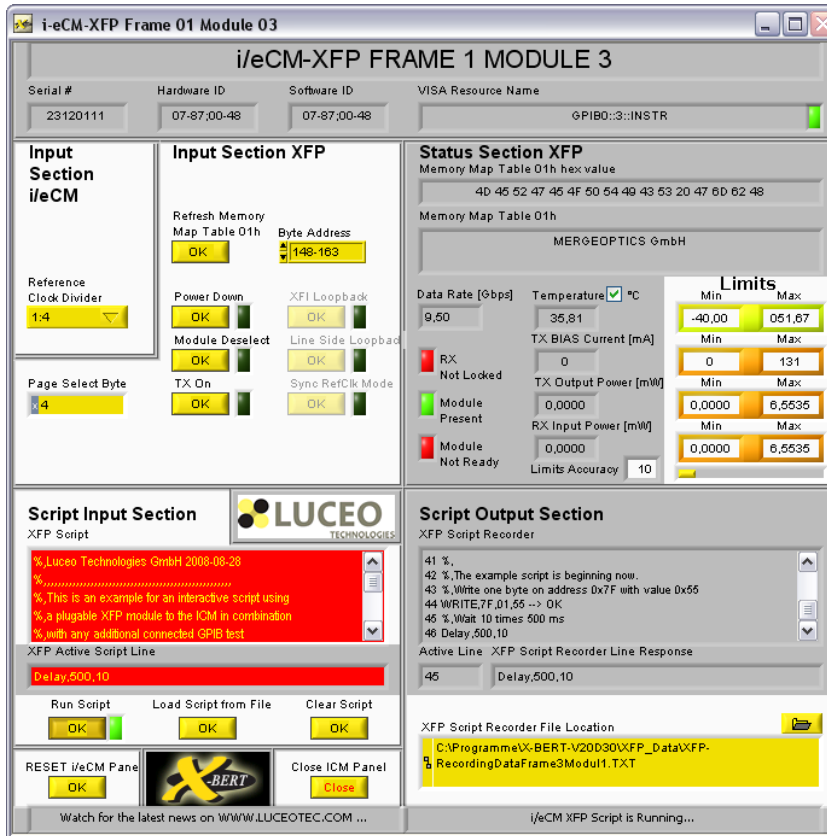 i-eCM-XFP Frame 01 Module 03
i/eCM-XFP FRAME 1 MODULE 3
Serial #
Hardware ID
Software ID
VISA Resource Name
23120111
07-87;00-48
07-87;00-48
GPIB0::3::INSTR
Input
Section
i/eCM
Reference
Clock Divider
1:4
Page Select Byte
x 4
Input Section XFP
Refresh Memory
Map Table 01h
OK
Byte Address
148-163
Power Down
OK
XFI Loopback
OK
Module Deselect
OK
Line Side Loopbac
OK
TX On
OK
Sync RefClk Mode
OK
Status Section XFP
Memory Map Table 01h hex value
4D 45 52 47 45 4F 50 54 49 43 53 20 47 6D 62 48
Memory Map Table 01h
MERGEOPTICS GmbH
Data Rate [Gbps]
9,50
RX
Not Locked
Module
Present
Module
Not Ready
Temperature °C
35,81
TX BIAS Current [mA]
0
TX Output Power [mW]
0,0000
RX Input Power [mW]
0,0000
Limits Accuracy 10
Limits
Min Max
-40,00 051,67
Min Max
0 131
Min Max
0,0000 6,5535
Min Max
0,0000 6,5535
Script Input Section
LUCEO
TECHNOLOGIES
XFP Script
%,Luceo Technologies GmbH 2008-08-28
%,,,,,,,,,,,,,,,,,,,,,,,,,,,,,,,,,,,,,,,,,,,,,,,,,,,
%,This is an example for an interactive script using
%,a plugable XFP module to the ICM in combination
%,with any additional connected GPIB test
XFP Active Script Line
Delay,500,10
Run Script
OK
Load Script from File
OK
Clear Script
OK
RESET i/eCM Pane
OK
X-BERT
Close ICM Panel
Close
Watch for the latest news on WWW.LUCEOTEC.COM ...
Script Output Section
XFP Script Recorder
41 %,
42 %,The example script is beginning now.
43 %,Write one byte on address 0x7F with value 0x55
44 WRITE,7F,01,55 --> OK
45 %,Wait 10 times 500 ms
46 Delay,500,10
Active Line
XFP Script Recorder Line Response
45
Delay,500,10
XFP Script Recorder File Location
C:\Programme\X-BERT-V20D30\XFP_Data\XFP-
RecordingDataFrame3Modul1.TXT
i/eCM XFP Script is Running...